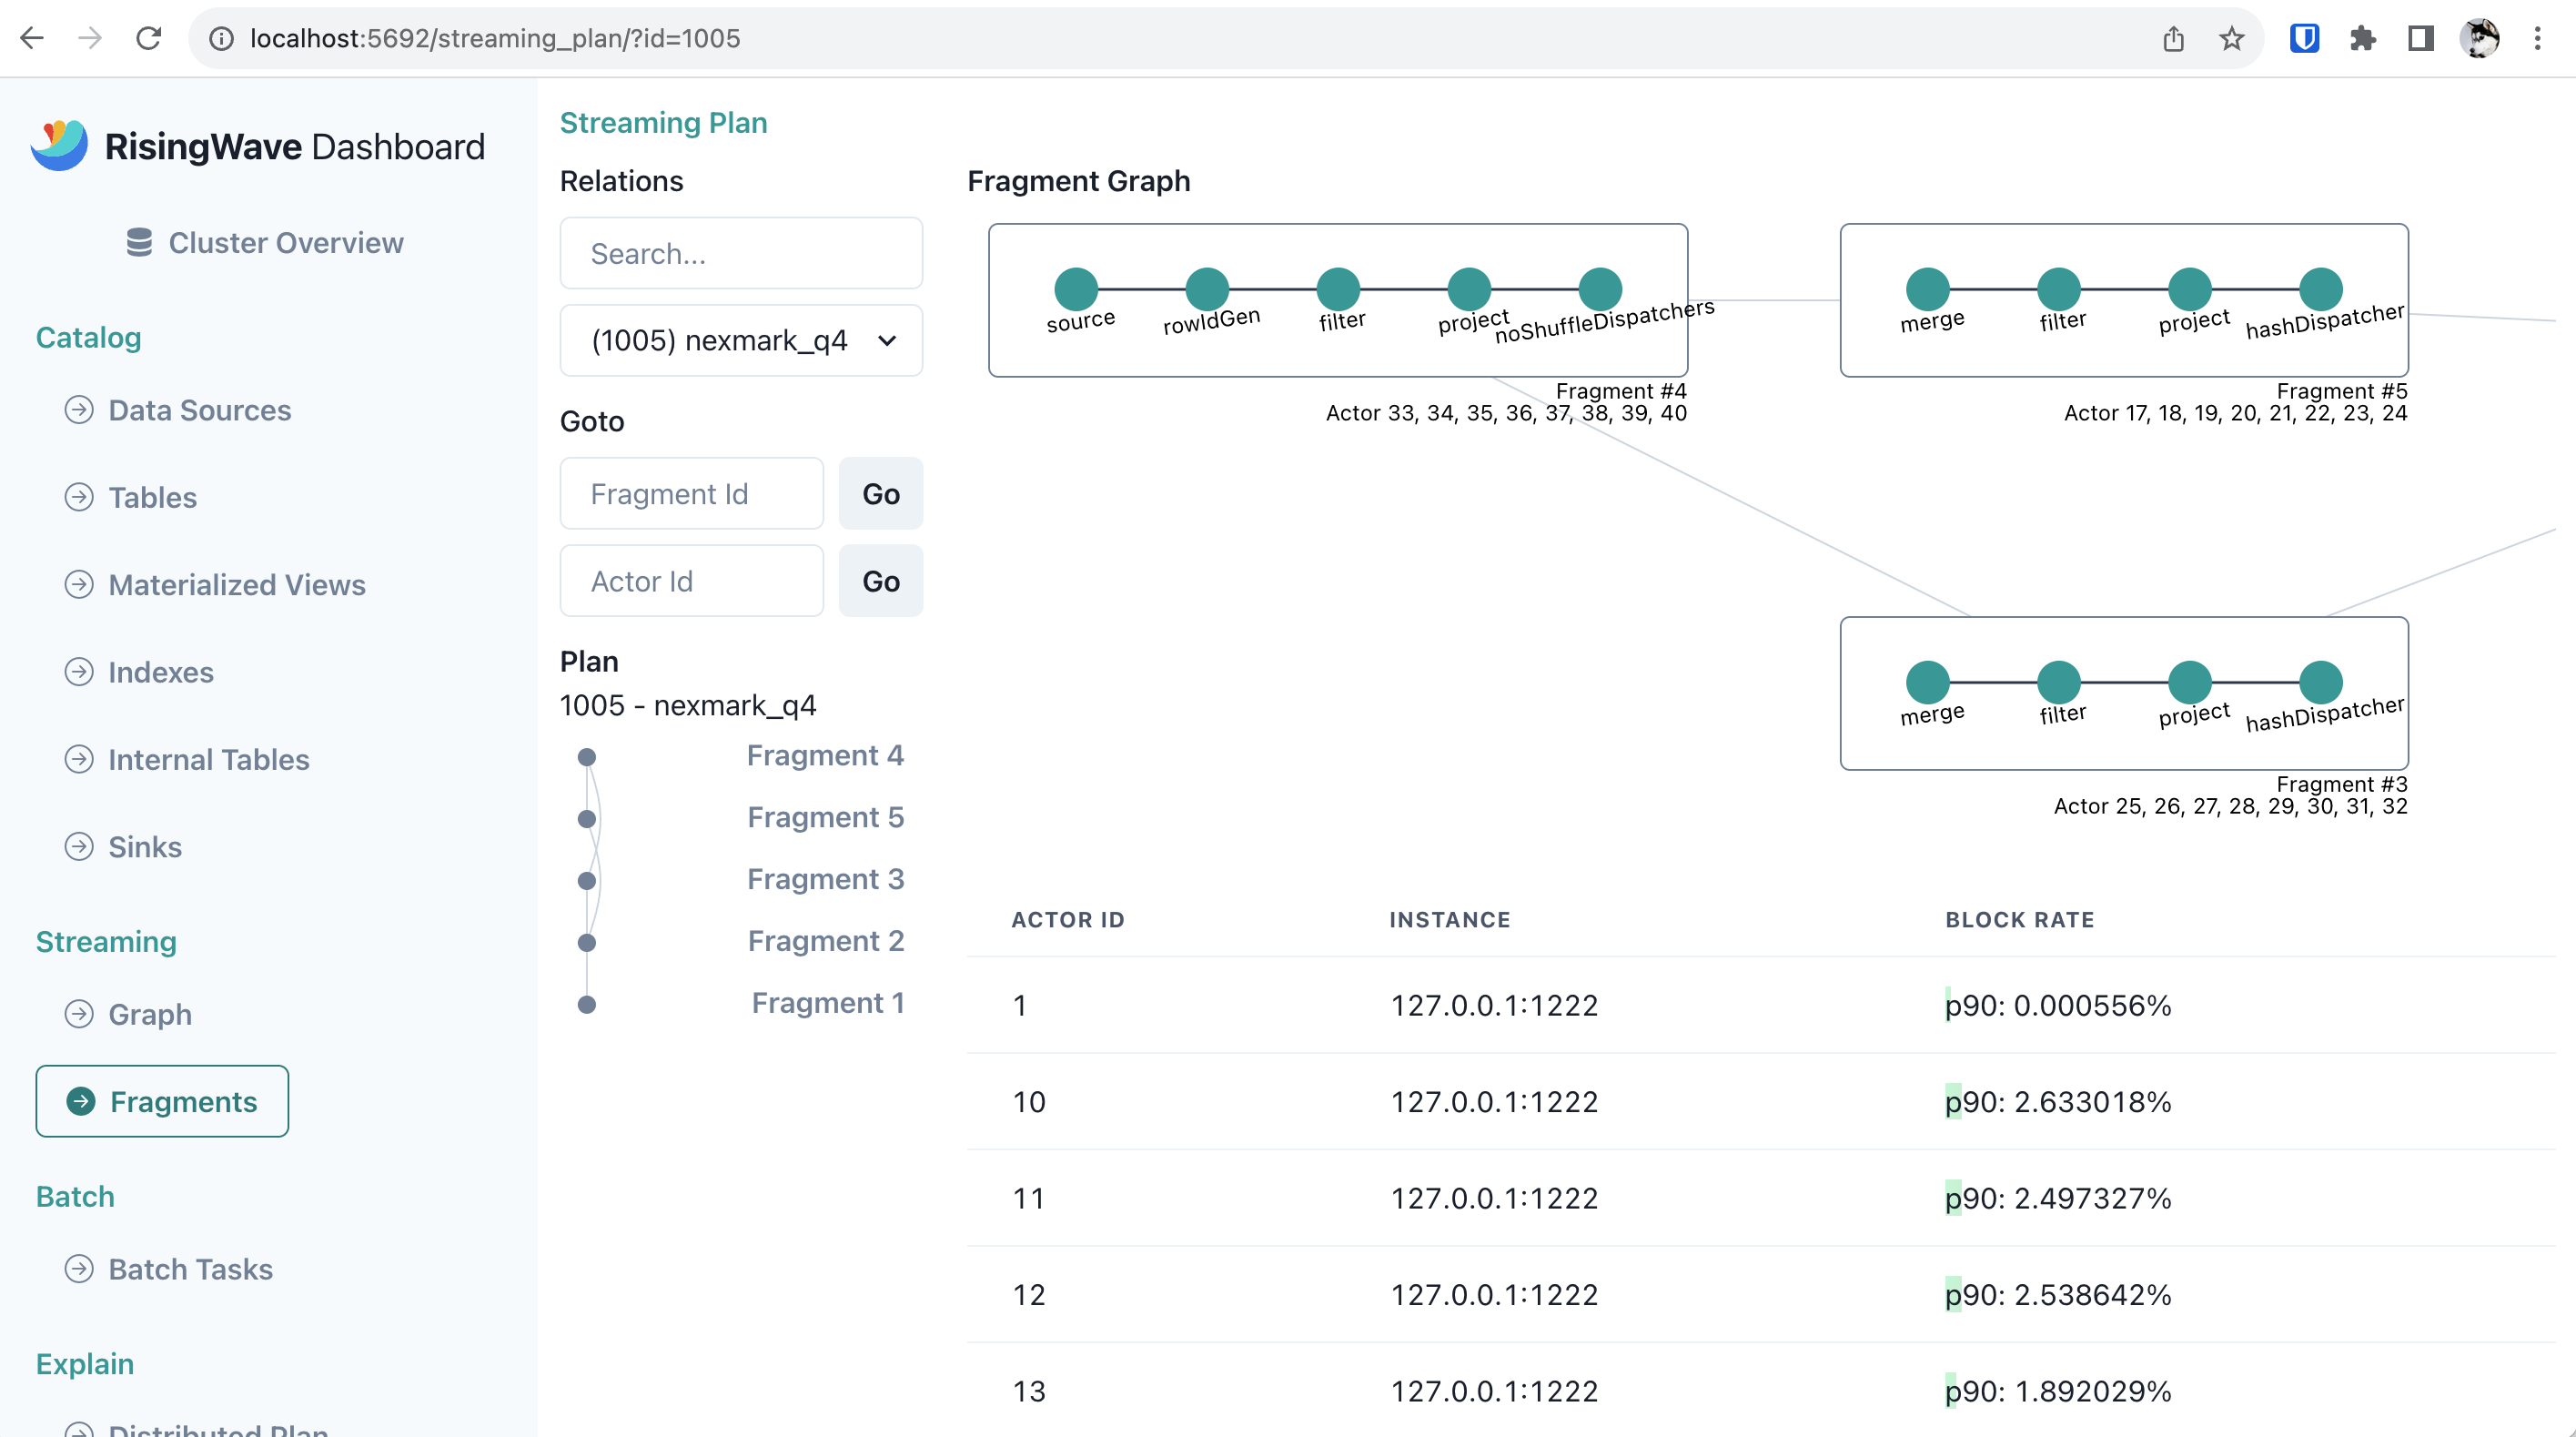 localhost:5692/streaming_plan/?id=1005
RisingWave Dashboard
Cluster Overview
Catalog
Data Sources
Tables
Materialized Views
Indexes
Internal Tables
Sinks
Streaming
Graph
Fragments
Batch
Batch Tasks
Explain
Distributed Plan
Streaming Plan
Relations
Search...
(1005) nexmark_q4
Goto
Fragment Id
Go
Actor Id
Go
Plan
1005 - nexmark_q4
Fragment 4
Fragment 5
Fragment 3
Fragment 2
Fragment 1
Fragment Graph
source rowIdGen filter project noShuffleDispatchers
Fragment #4
Actor 33, 34, 35, 36, 37, 38, 39, 40
merge filter project hashDispatcher
Fragment #5
Actor 17, 18, 19, 20, 21, 22, 23, 24
merge filter project hashDispatcher
Fragment #3
Actor 25, 26, 27, 28, 29, 30, 31, 32
ACTOR ID INSTANCE BLOCK RATE
1 127.0.0.1:1222 p90: 0.000556%
10 127.0.0.1:1222 p90: 2.633018%
11 127.0.0.1:1222 p90: 2.497327%
12 127.0.0.1:1222 p90: 2.538642%
13 127.0.0.1:1222 p90: 1.892029%